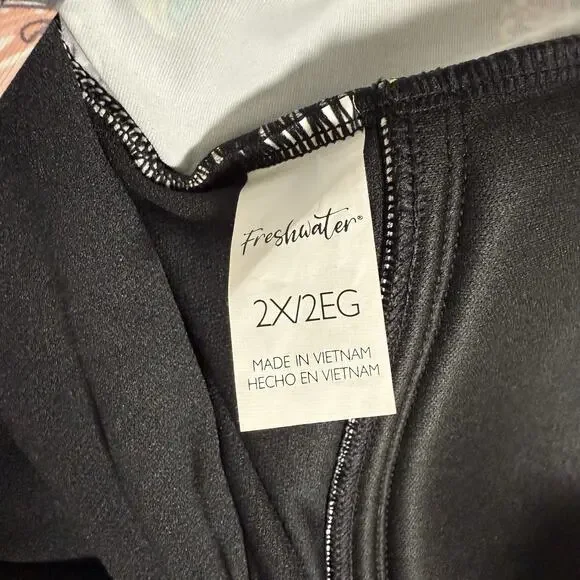 Freshwater®
2X/2EG
MADE IN VIETNAM
HECHO EN VIETNAM